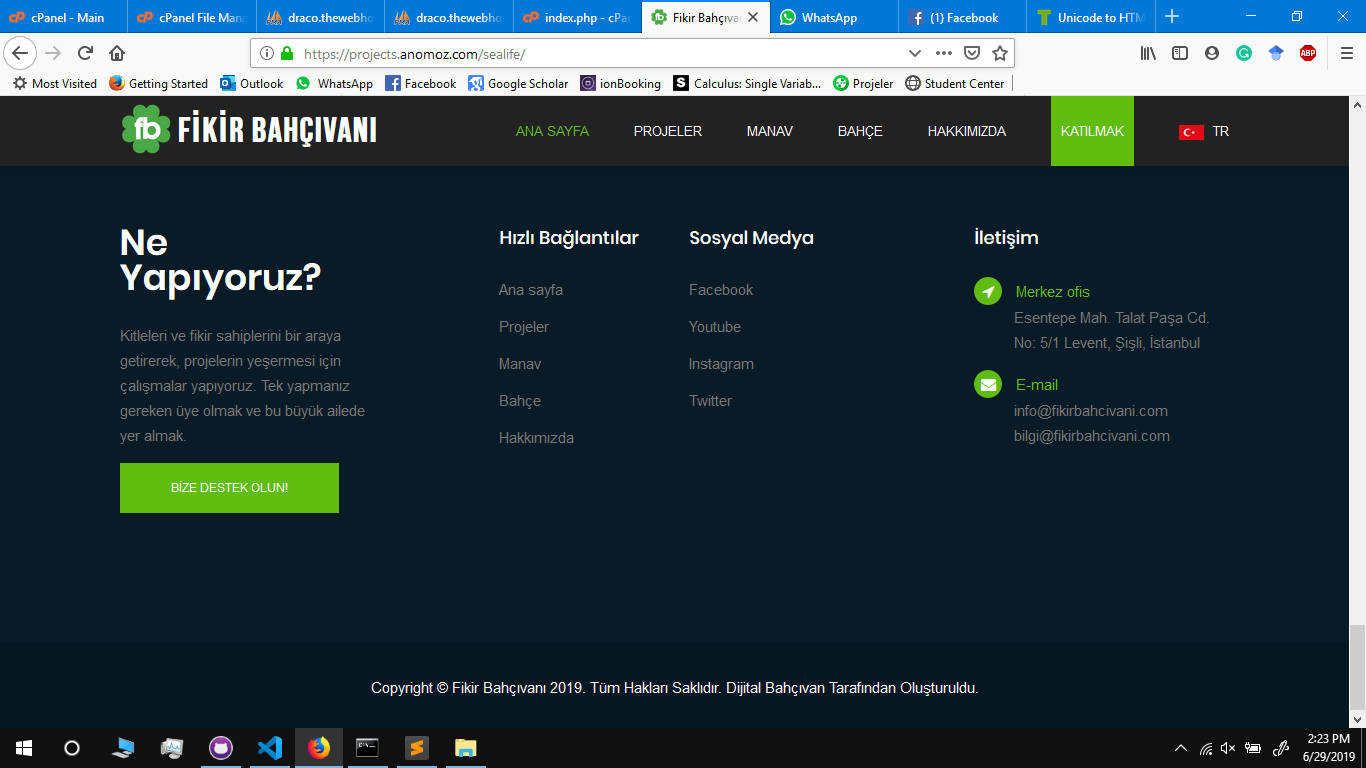 cPanel - Main
cPanel File Mana
draco.thewebho
draco.thewebho
index.php - cPa
Fikir Bahçıvan
WhatsApp
(1) Facebook
Unicode to HTM
https://projects.anomoz.com/sealife/
ABP
Most Visited
Getting Started
Outlook
WhatsApp
Facebook
Google Scholar
ionBooking
Calculus: Single Variab...
Projeler
Student Center
fb FİKİR BAHÇIVANI
ANA SAYFA
PROJELER
MANAV
BAHÇE
HAKKIMIZDA
KATILMAK
TR
Ne
Yapıyoruz?
Kitleleri ve fikir sahiplerini bir araya
getirerek, projelerin yeşermesi için
çalışmalar yapıyoruz. Tek yapmanız
gereken üye olmak ve bu büyük ailede
yer almak.
BİZE DESTEK OLUN!
Hızlı Bağlantılar
Ana sayfa
Projeler
Manav
Bahçe
Hakkımızda
Sosyal Medya
Facebook
Youtube
Instagram
Twitter
İletişim
Merkez ofis
Esentepe Mah. Talat Paşa Cd.
No: 5/1 Levent, Şişli, İstanbul
E-mail
info@fikirbahcivani.com
bilgi@fikirbahcivani.com
Copyright © Fikir Bahçıvanı 2019. Tüm Hakları Saklıdır. Dijital Bahçıvan Tarafından Oluşturuldu.
2:23 PM
6/29/2019